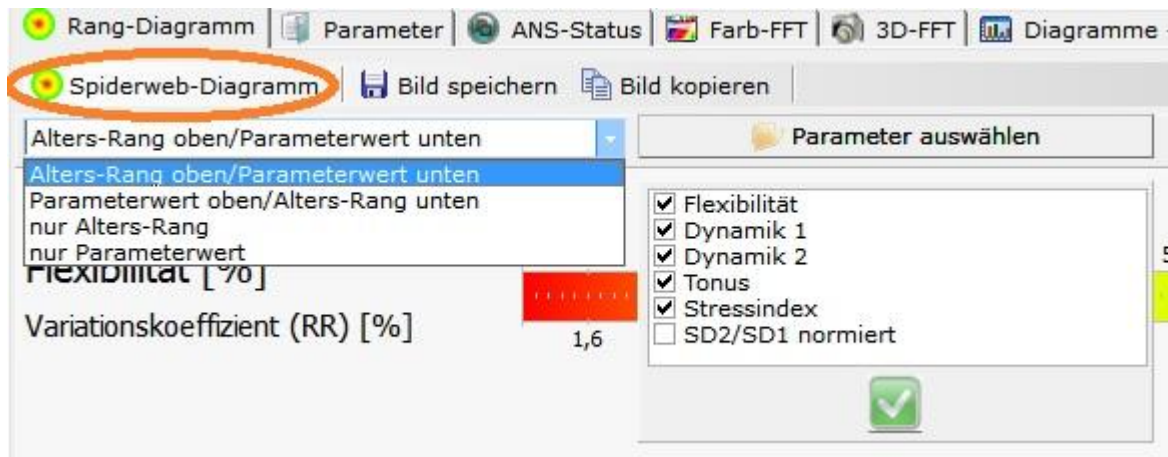 Rang-Diagramm Parameter ANS-Status Farb-FFT 3D-FFT Diagramme
Spiderweb-Diagramm Bild speichern Bild kopieren
Alters-Rang oben/Parameterwert unten
Parameter auswählen
Alters-Rang oben/Parameterwert unten
Parameterwert oben/Alters-Rang unten
nur Alters-Rang
nur Parameterwert
Flexibilität
Dynamik 1
Dynamik 2
Tonus
Stressindex
SD2/SD1 normiert
Flexibilität [%]
Variationskoeffizient (RR) [%]
1,6